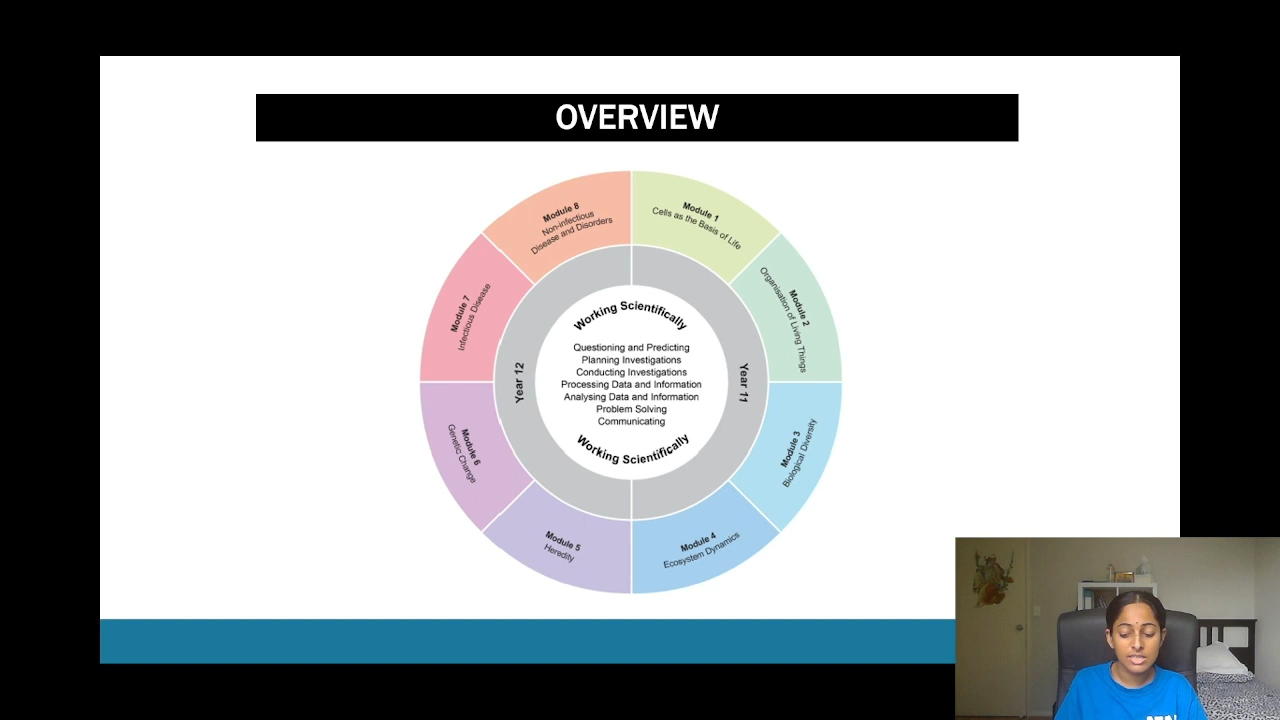 OVERVIEW
Module 1
Cells as the Basis of Life
Module 2
Organisation of Living Things
Module 3
Biological Diversity
Module 4
Ecosystem Dynamics
Module 5
Heredity
Module 6
Genetic Change
Module 7
Infectious Disease
Module 8
Non-infectious
Disease and Disorders
Year 11
Year 12
Working Scientifically
Questioning and Predicting
Planning Investigations
Conducting Investigations
Processing Data and Information
Analysing Data and Information
Problem Solving
Communicating
Working Scientifically